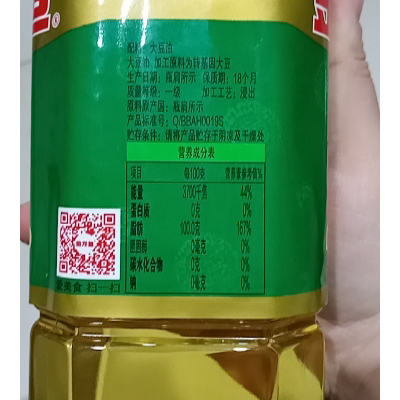 配料：大豆油
大豆油 加工原料为转基因大豆
生产日期：瓶肩所示 保质期：18个月
质量等级：一级 加工工艺：浸出
原料原产国：瓶肩所示
产品标准号：Q/BBAH0019S
贮存条件：请将产品贮存于阴凉及干燥处
营养成分表
项目 每100克 营养素参考值%
能量 3700千焦 44%
蛋白质 0克 0%
脂肪 100.0克 167%
胆固醇 0毫克 0%
碳水化合物 0克 0%
钠 0毫克 0%
爱美食 扫一扫